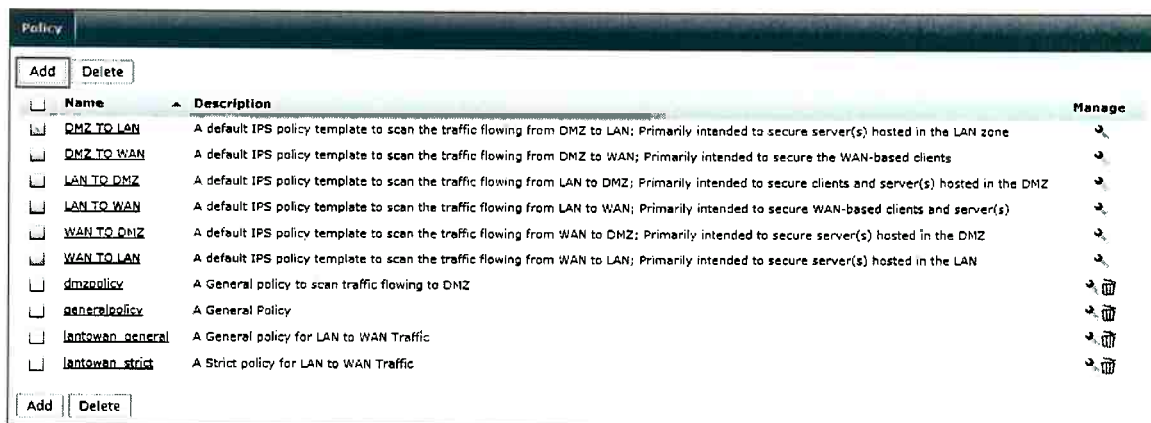 Policy
Add Delete
Name Description Manage
DMZ TO LAN A default IPS policy template to scan the traffic flowing from DMZ to LAN; Primarily intended to secure server(s) hosted in the LAN zone
DMZ TO WAN A default IPS policy template to scan the traffic flowing from DMZ to WAN; Primarily intended to secure the WAN-based clients
LAN TO DMZ A default IPS policy template to scan the traffic flowing from LAN to DMZ; Primarily intended to secure clients and server(s) hosted in the DMZ
LAN TO WAN A default IPS policy template to scan the traffic flowing from LAN to WAN; Primarily intended to secure WAN-based clients and server(s)
WAN TO DMZ A default IPS policy template to scan the traffic flowing from WAN to DMZ; Primarily intended to secure server(s) hosted in the DMZ
WAN TO LAN A default IPS policy template to scan the traffic flowing from WAN to LAN; Primarily intended to secure server(s) hosted in the LAN
dmzpolicy A General policy to scan traffic flowing to DMZ
generalpolicy A General Policy
lantowan general A General policy for LAN to WAN Traffic
lantowan strict A Strict policy for LAN to WAN Traffic
Add Delete